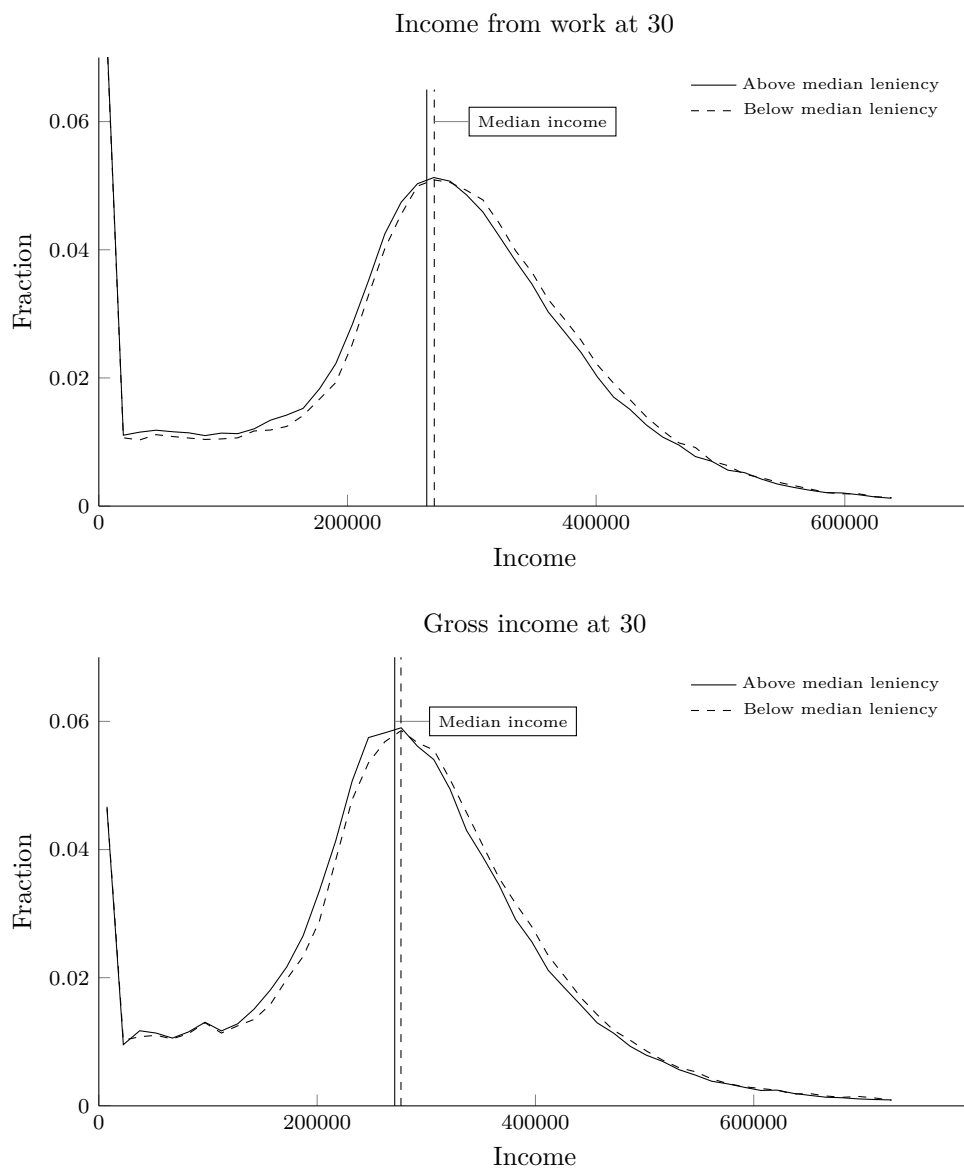 Income from work at 30
Above median leniency
Below median leniency
Median income
0.06
0.04
0.02
0
Fraction
0
200000
400000
600000
Income
Gross income at 30
Above median leniency
Below median leniency
Median income
0.06
0.04
0.02
0
Fraction
0
200000
400000
600000
Income